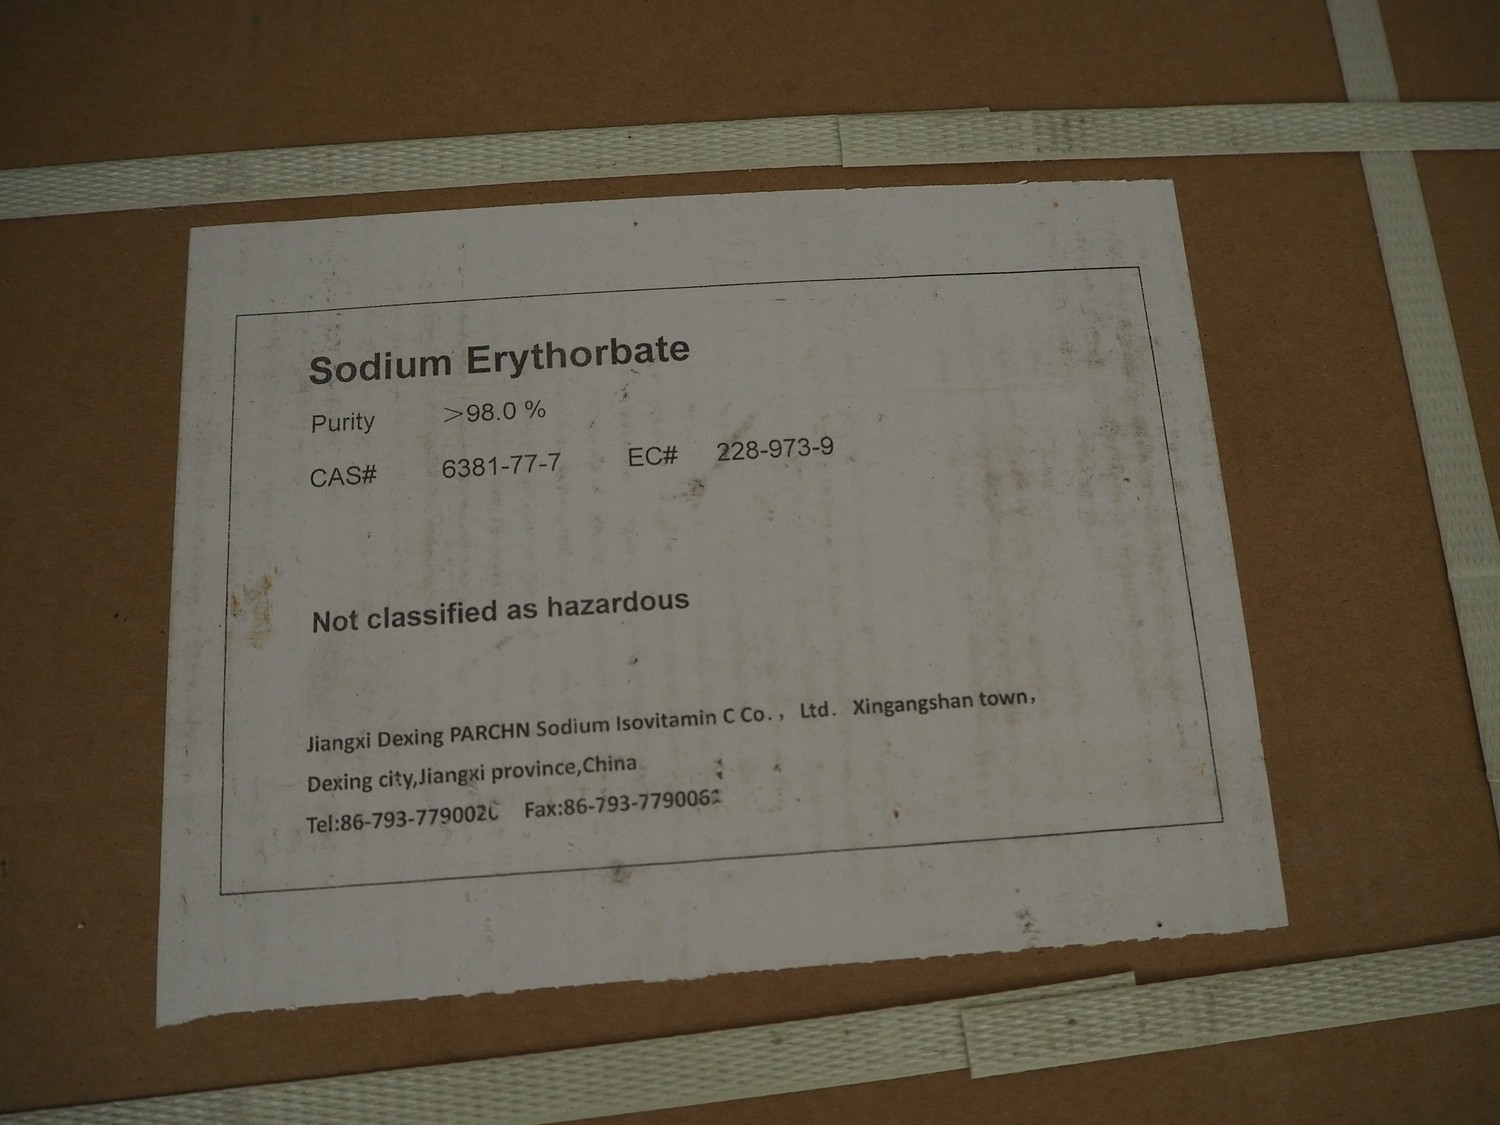 Sodium Erythorbate
Purity >98.0 %
CAS# 6381-77-7 EC# 228-973-9
Not classified as hazardous
Jiangxi Dexing PARCHN Sodium Isovitamin C Co., Ltd. Xingangshan town,
Dexing city,Jiangxi province,China